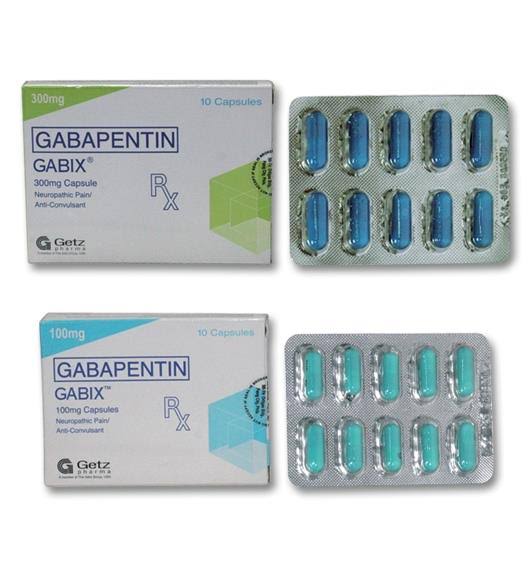 300mg
10 Capsules
GABAPENTIN
GABIX®
300mg Capsule
Neuropathic Pain/
Anti-Convulsant
Rx
G Getz
pharma
100mg
10 Capsules
GABAPENTIN
GABIX™
100mg Capsules
Neuropathic Pain/
Anti-Convulsant
Rx
G Getz
pharma